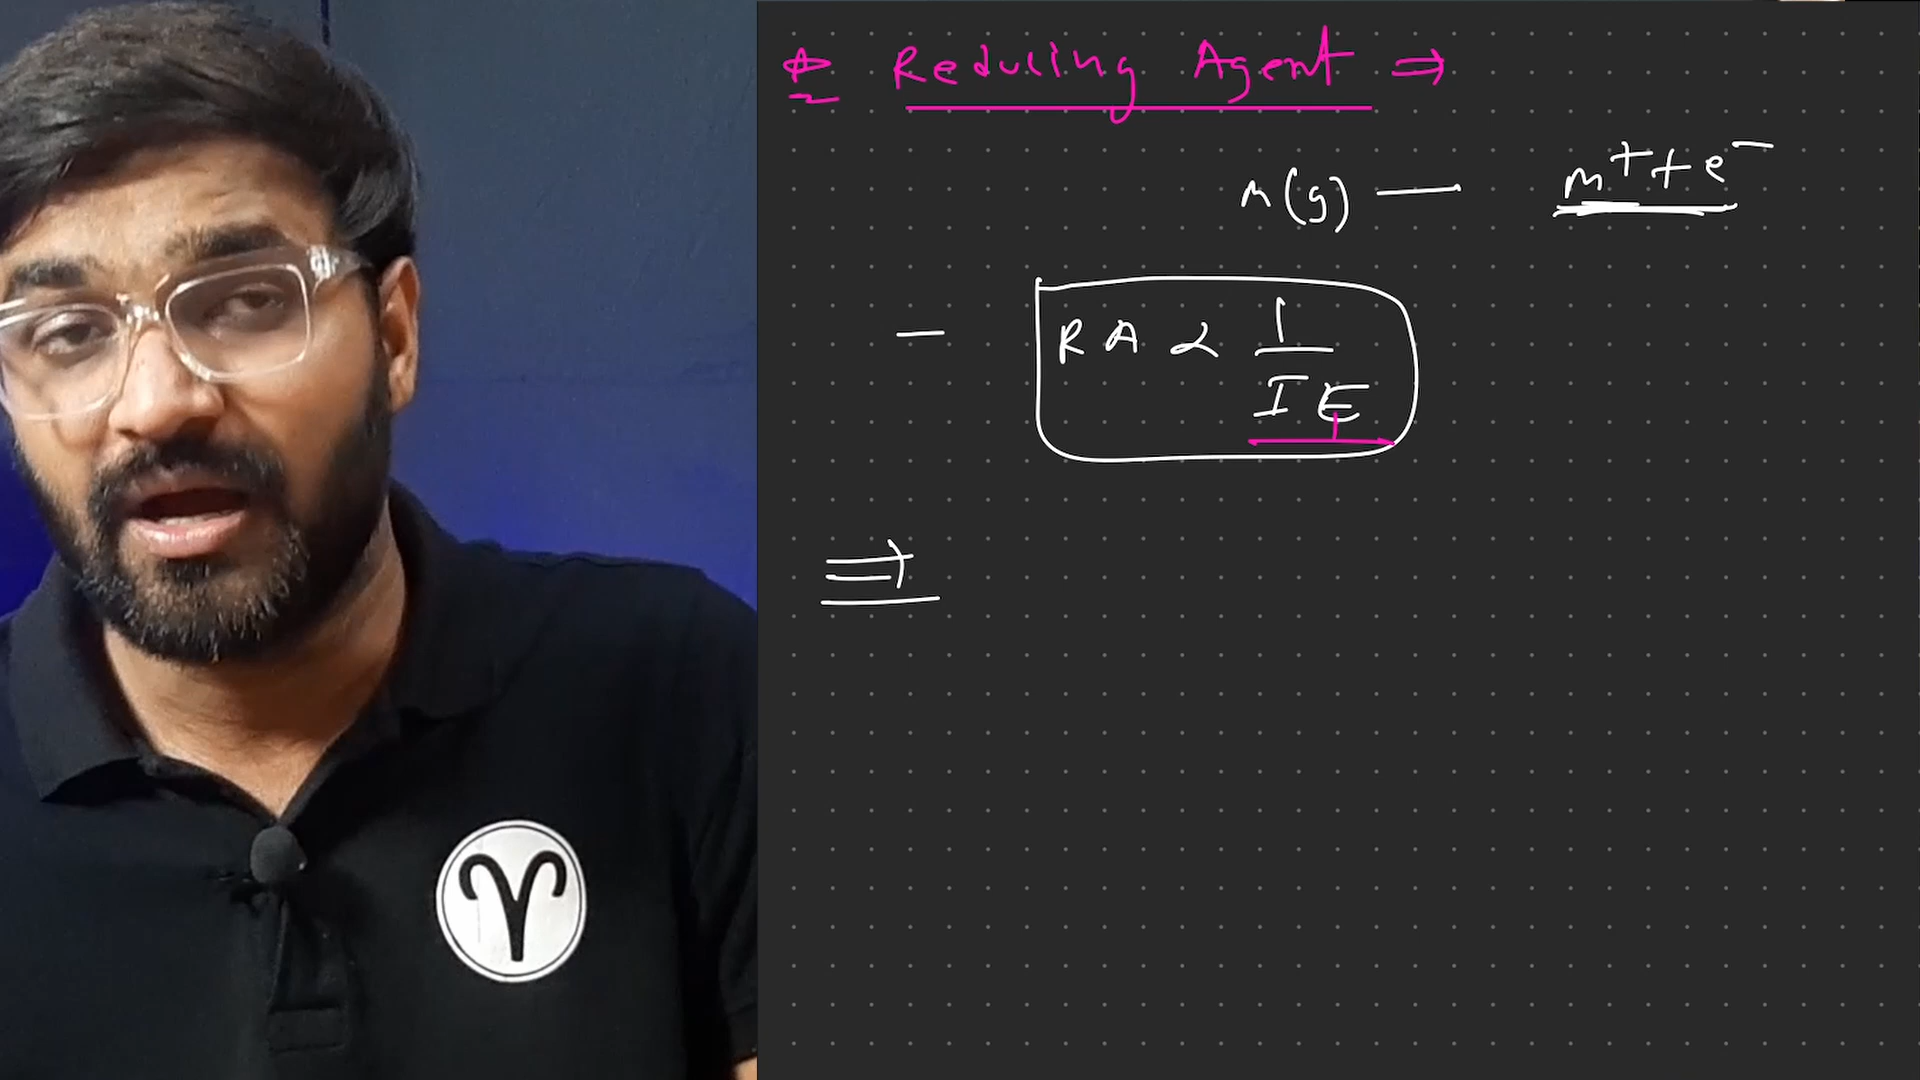 Reducing Agent ⇒
M(g) — M⁺ + e⁻
— RA ∝ 1/IE
⇒